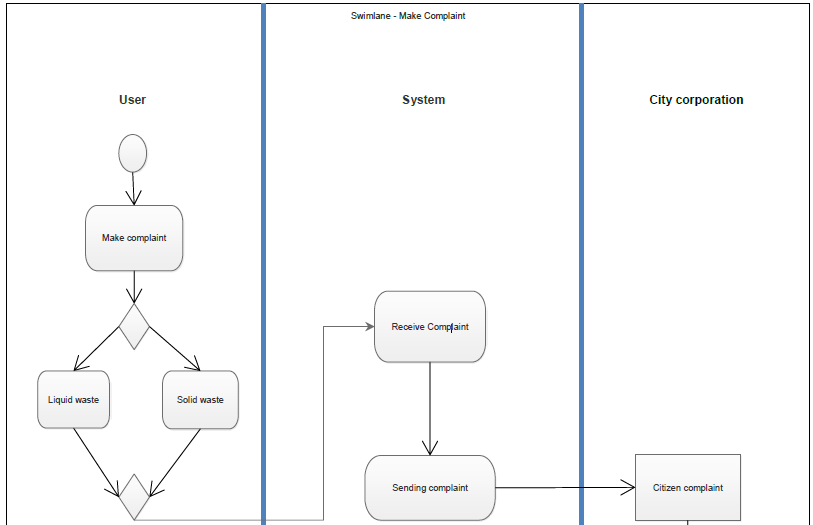 Swimlane - Make Complaint
User
System
City corporation
Make complaint
Receive Complaint
Liquid waste
Solid waste
Sending complaint
Citizen complaint